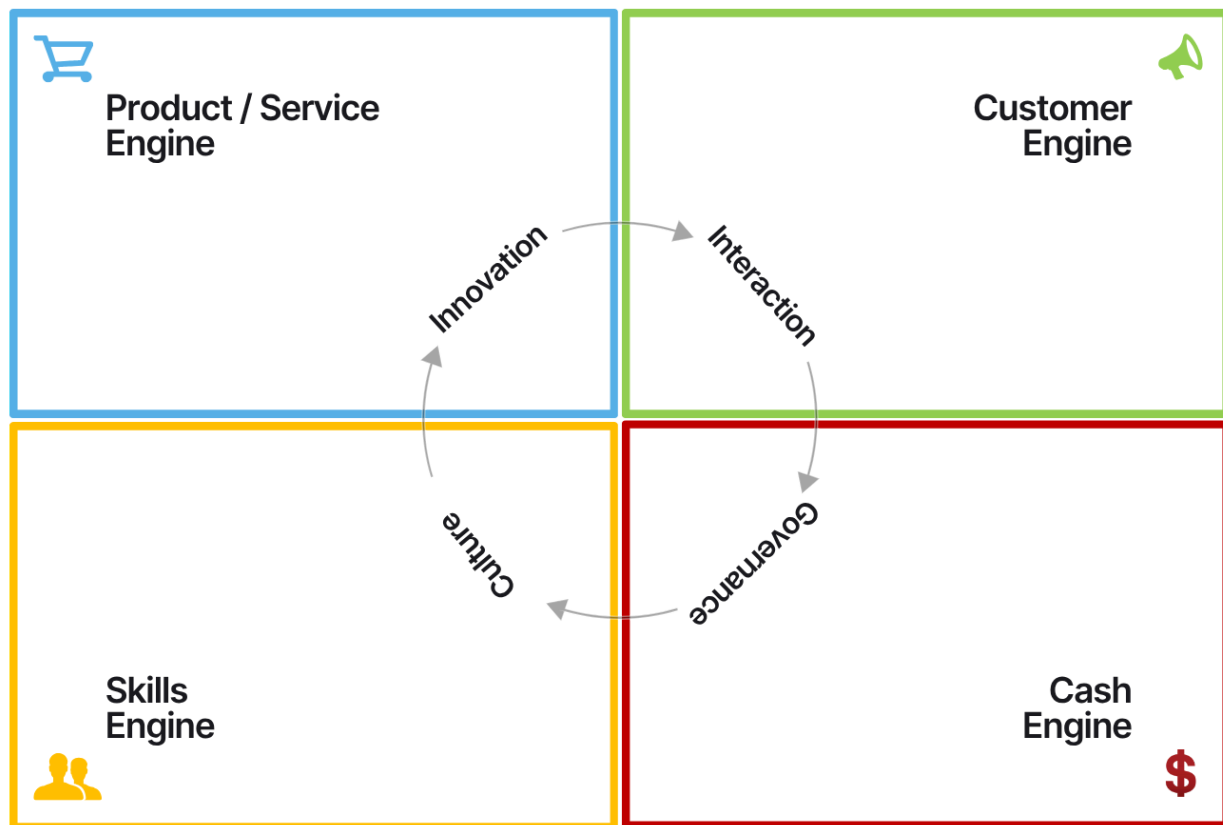 Product / Service
Engine
Customer
Engine
Innovation
Interaction
Culture
Governance
Skills
Engine
Cash
Engine
$